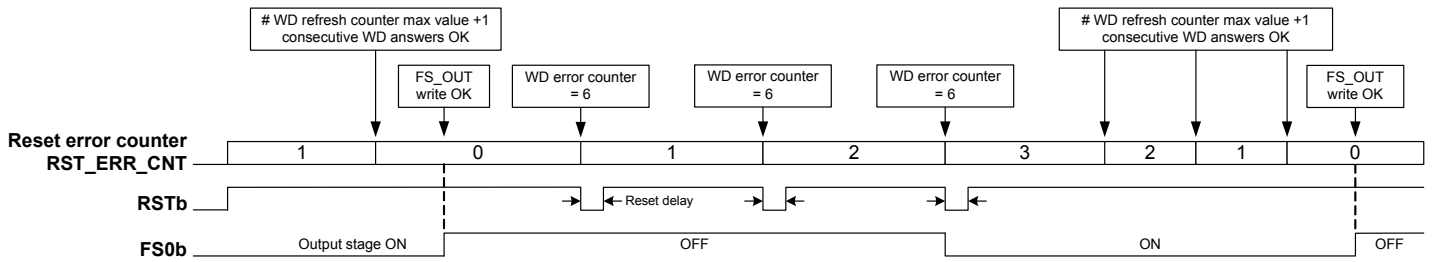 # WD refresh counter max value +1
consecutive WD answers OK
# WD refresh counter max value +1
consecutive WD answers OK
FS_OUT
write OK
WD error counter
= 6
WD error counter
= 6
WD error counter
= 6
FS_OUT
write OK
Reset error counter
RST_ERR_CNT
1 0 1 2 3 2 1 0
RSTb
Reset delay
FS0b
Output stage ON OFF ON OFF